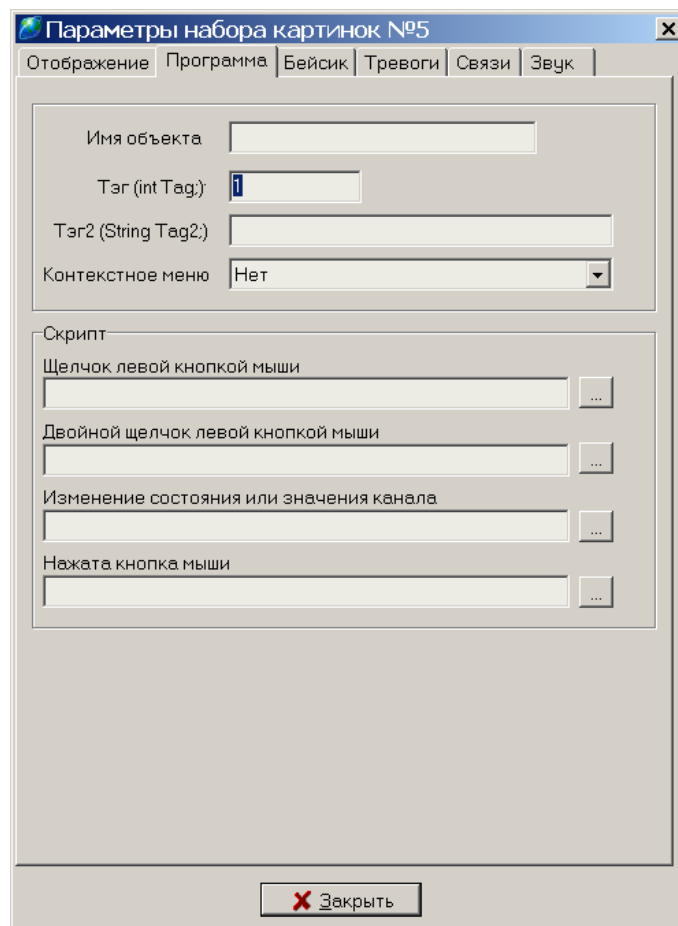 Параметры набора картинок №5
Отображение Программа Бейсик Тревоги Связи Звук
Имя объекта
Тэг (int Tag;) 1
Тэг2 (String Tag2;)
Контекстное меню Нет
Скрипт
Щелчок левой кнопкой мыши
...
Двойной щелчок левой кнопкой мыши
...
Изменение состояния или значения канала
...
Нажата кнопка мыши
...
Закрыть